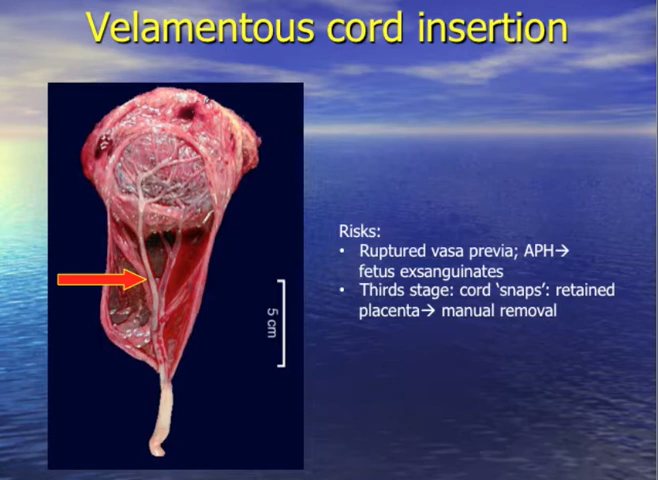 Velamentous cord insertion
Risks:
• Ruptured vasa previa; APH→
fetus exsanguinates
• Thirds stage: cord ‘snaps’: retained
placenta→ manual removal
5 cm